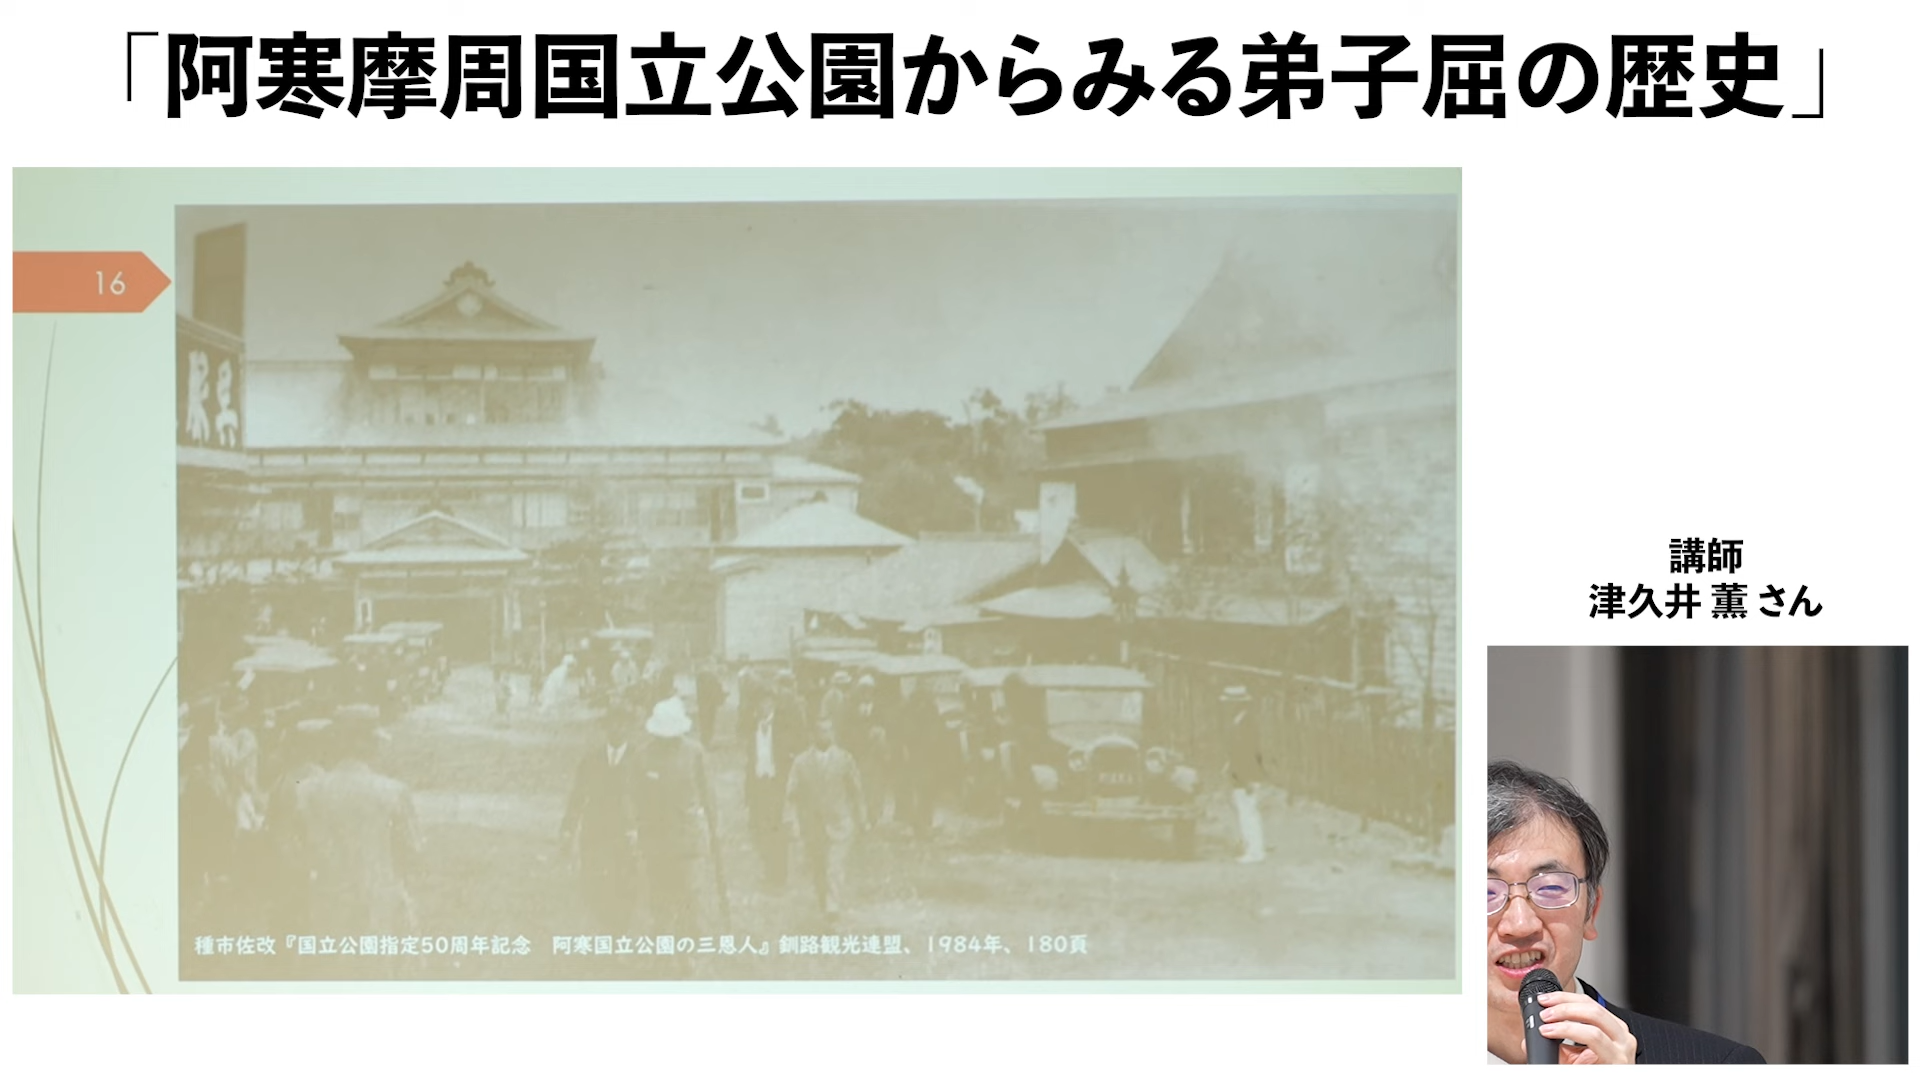 「阿寒摩周国立公園からみる弟子屈の歴史」
16
種市佐改『国立公園指定50周年記念　阿寒国立公園の三恩人』釧路観光連盟、1984年、180頁
講師
津久井 薫 さん